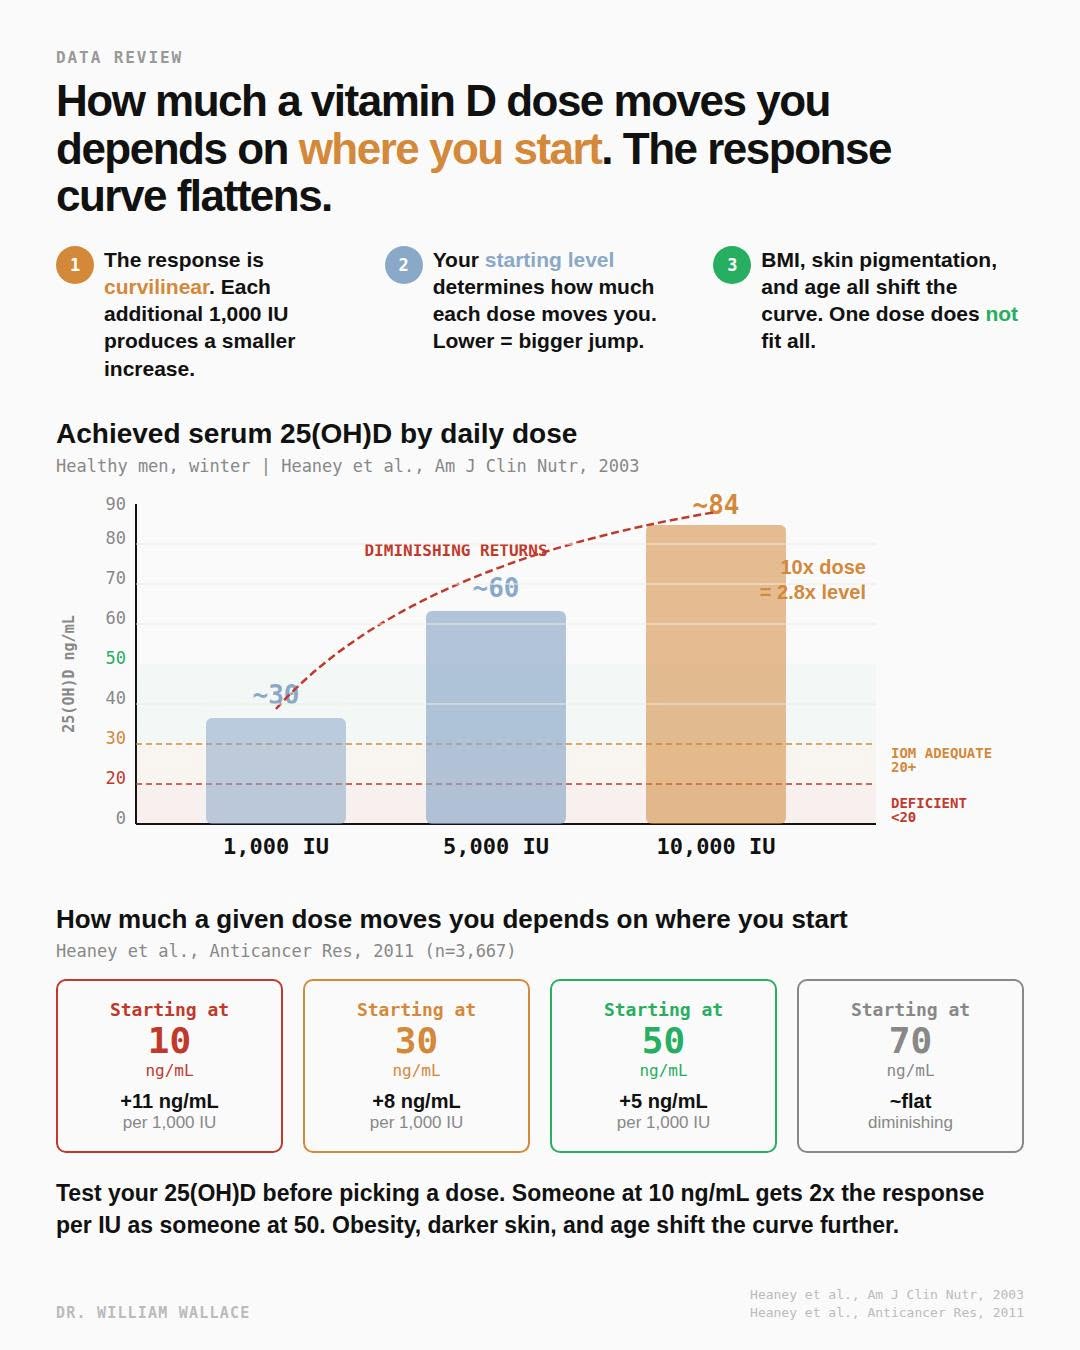 DATA REVIEW
How much a vitamin D dose moves you
depends on where you start. The response
curve flattens.
1
The response is
curvilinear. Each
additional 1,000 IU
produces a smaller
increase.
2
Your starting level
determines how much
each dose moves you.
Lower = bigger jump.
3
BMI, skin pigmentation,
and age all shift the
curve. One dose does not
fit all.
Achieved serum 25(OH)D by daily dose
Healthy men, winter | Heaney et al., Am J Clin Nutr, 2003
25(OH)D ng/mL
90
80
70
60
50
40
30
20
0
~30
DIMINISHING RETURNS
~60
~84
10x dose
= 2.8x level
IOM ADEQUATE
20+
DEFICIENT
<20
1,000 IU
5,000 IU
10,000 IU
How much a given dose moves you depends on where you start
Heaney et al., Anticancer Res, 2011 (n=3,667)
Starting at
10
ng/mL
+11 ng/mL
per 1,000 IU
Starting at
30
ng/mL
+8 ng/mL
per 1,000 IU
Starting at
50
ng/mL
+5 ng/mL
per 1,000 IU
Starting at
70
ng/mL
~flat
diminishing
Test your 25(OH)D before picking a dose. Someone at 10 ng/mL gets 2x the response
per IU as someone at 50. Obesity, darker skin, and age shift the curve further.
DR. WILLIAM WALLACE
Heaney et al., Am J Clin Nutr, 2003
Heaney et al., Anticancer Res, 2011